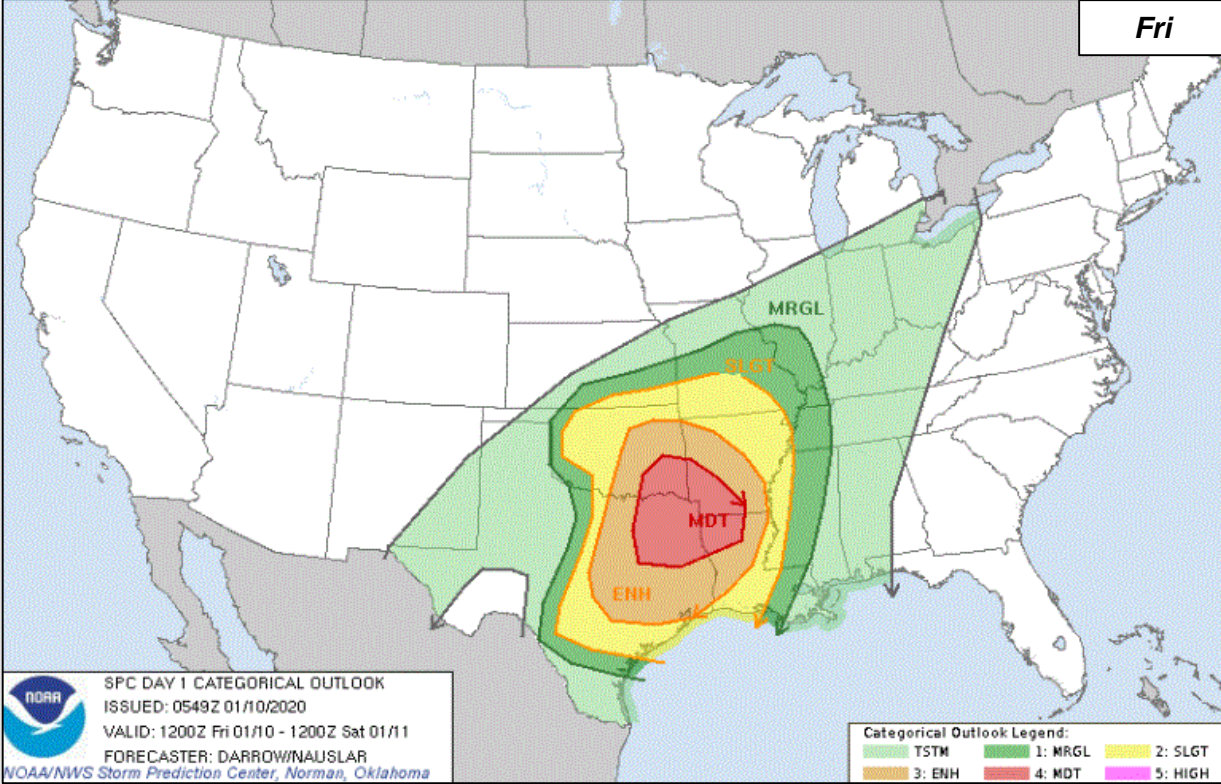 Fri
MRGL
SLGT
MDT
ENH
NOAA
SPC DAY 1 CATEGORICAL OUTLOOK
ISSUED: 0549Z 01/10/2020
VALID: 1200Z Fri 01/10 - 1200Z Sat 01/11
FORECASTER: DARROW/NAUSLAR
NOAA/NWS Storm Prediction Center, Norman, Oklahoma
Categorical Outlook Legend:
TSTM 1: MRGL 2: SLGT
3: ENH 4: MDT 5: HIGH